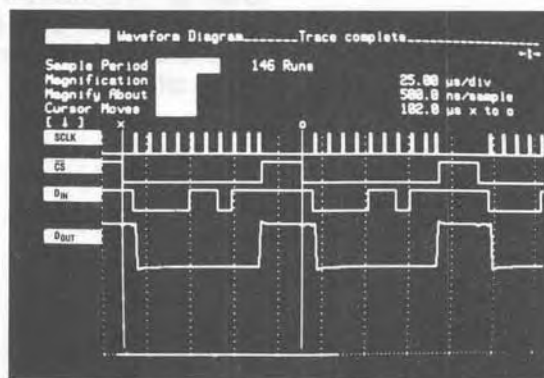 Waveform Diagram Trace complete
Sample Period 146 Runs
Magnification 25.00 µs/div
Magnify About 500.0 ns/sample
Cursor Moves 102.0 µs x to o
[ ↓ ] x o
SCLK
CS
DIN
DOUT